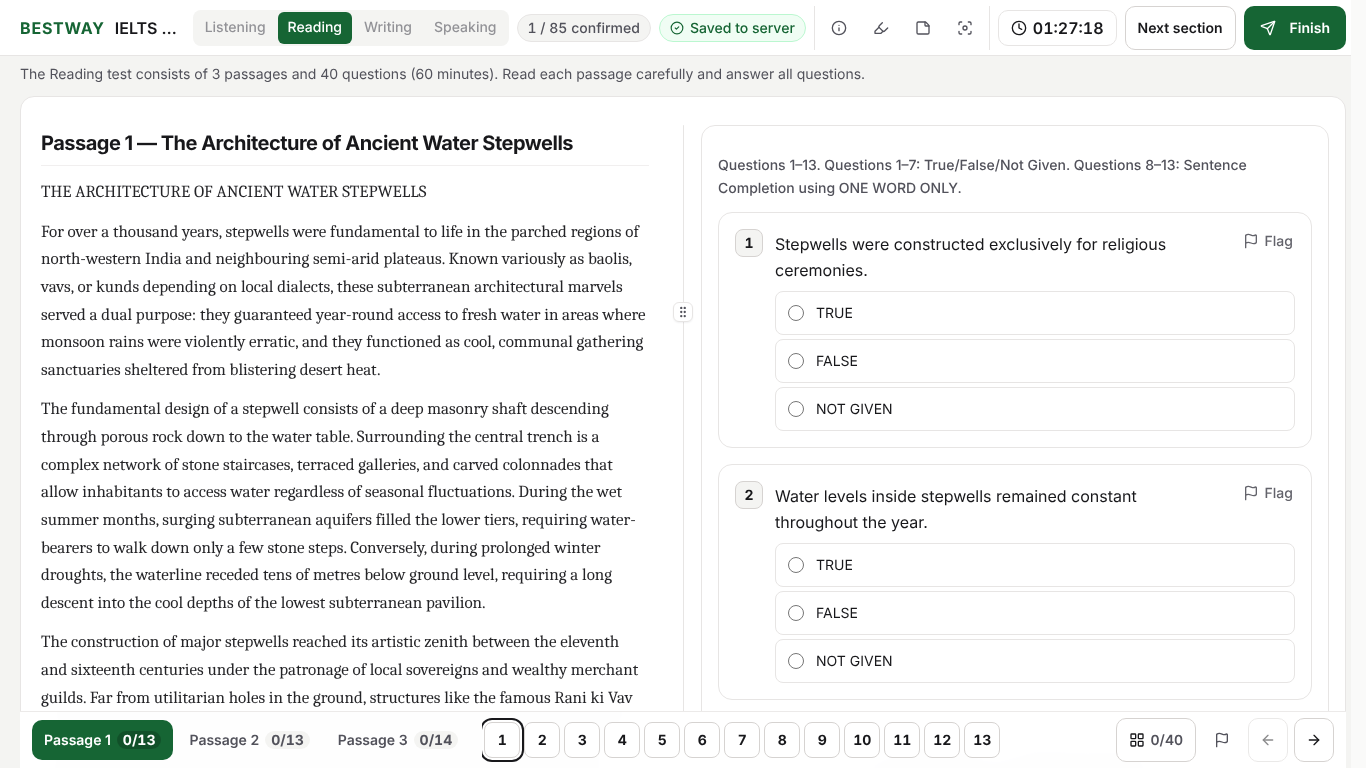 BESTWAY IELTS ... Listening Reading Writing Speaking 1 / 85 confirmed Saved to server 01:27:18 Next section Finish
The Reading test consists of 3 passages and 40 questions (60 minutes). Read each passage carefully and answer all questions.
Passage 1 — The Architecture of Ancient Water Stepwells
THE ARCHITECTURE OF ANCIENT WATER STEPWELLS
For over a thousand years, stepwells were fundamental to life in the parched regions of
north-western India and neighbouring semi-arid plateaus. Known variously as baolis,
vavs, or kunds depending on local dialects, these subterranean architectural marvels
served a dual purpose: they guaranteed year-round access to fresh water in areas where
monsoon rains were violently erratic, and they functioned as cool, communal gathering
sanctuaries sheltered from blistering desert heat.
The fundamental design of a stepwell consists of a deep masonry shaft descending
through porous rock down to the water table. Surrounding the central trench is a
complex network of stone staircases, terraced galleries, and carved colonnades that
allow inhabitants to access water regardless of seasonal fluctuations. During the wet
summer months, surging subterranean aquifers filled the lower tiers, requiring water-
bearers to walk down only a few stone steps. Conversely, during prolonged winter
droughts, the waterline receded tens of metres below ground level, requiring a long
descent into the cool depths of the lowest subterranean pavilion.
The construction of major stepwells reached its artistic zenith between the eleventh
and sixteenth centuries under the patronage of local sovereigns and wealthy merchant
guilds. Far from utilitarian holes in the ground, structures like the famous Rani ki Vav
Questions 1–13. Questions 1–7: True/False/Not Given. Questions 8–13: Sentence
Completion using ONE WORD ONLY.
1 Stepwells were constructed exclusively for religious Flag
ceremonies.
TRUE
FALSE
NOT GIVEN
2 Water levels inside stepwells remained constant Flag
throughout the year.
TRUE
FALSE
NOT GIVEN
Passage 1 0/13 Passage 2 0/13 Passage 3 0/14 1 2 3 4 5 6 7 8 9 10 11 12 13 0/40